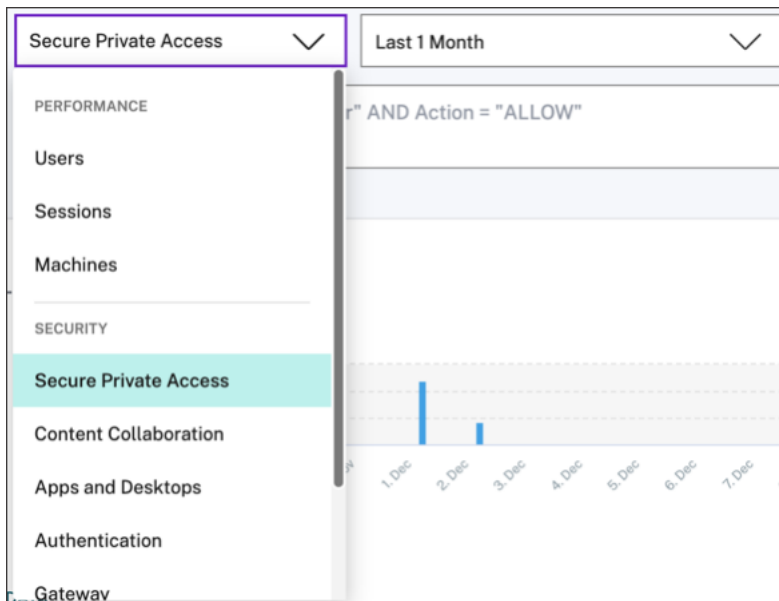 Secure Private Access
Last 1 Month
PERFORMANCE
r" AND Action = "ALLOW"
Users
Sessions
Machines
SECURITY
Secure Private Access
Content Collaboration
Apps and Desktops
Authentication
Gateway
1. Dec
2. Dec
3. Dec
4. Dec
5. Dec
6. Dec
7. Dec